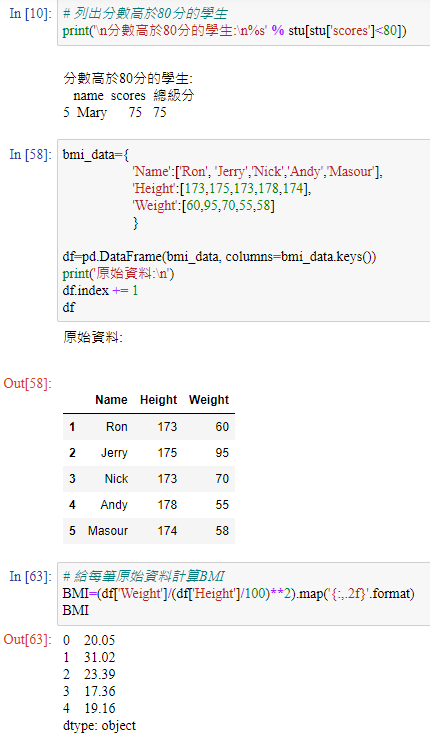 In [10]: # 列出分數高於80分的學生
print('\n分數高於80分的學生:\n%s' % stu[stu['scores']<80])
分數高於80分的學生:
name scores 總級分
5 Mary 75 75
In [58]: bmi_data={
'Name':['Ron', 'Jerry','Nick','Andy','Masour'],
'Height':[173,175,173,178,174],
'Weight':[60,95,70,55,58]
}
df=pd.DataFrame(bmi_data, columns=bmi_data.keys())
print('原始資料:\n')
df.index += 1
df
原始資料:
Out[58]:
Name Height Weight
1 Ron 173 60
2 Jerry 175 95
3 Nick 173 70
4 Andy 178 55
5 Masour 174 58
In [63]: # 給每筆原始資料計算BMI
BMI=(df['Weight']/(df['Height']/100)**2).map('{:,.2f}'.format)
BMI
Out[63]: 0 20.05
1 31.02
2 23.39
3 17.36
4 19.16
dtype: object